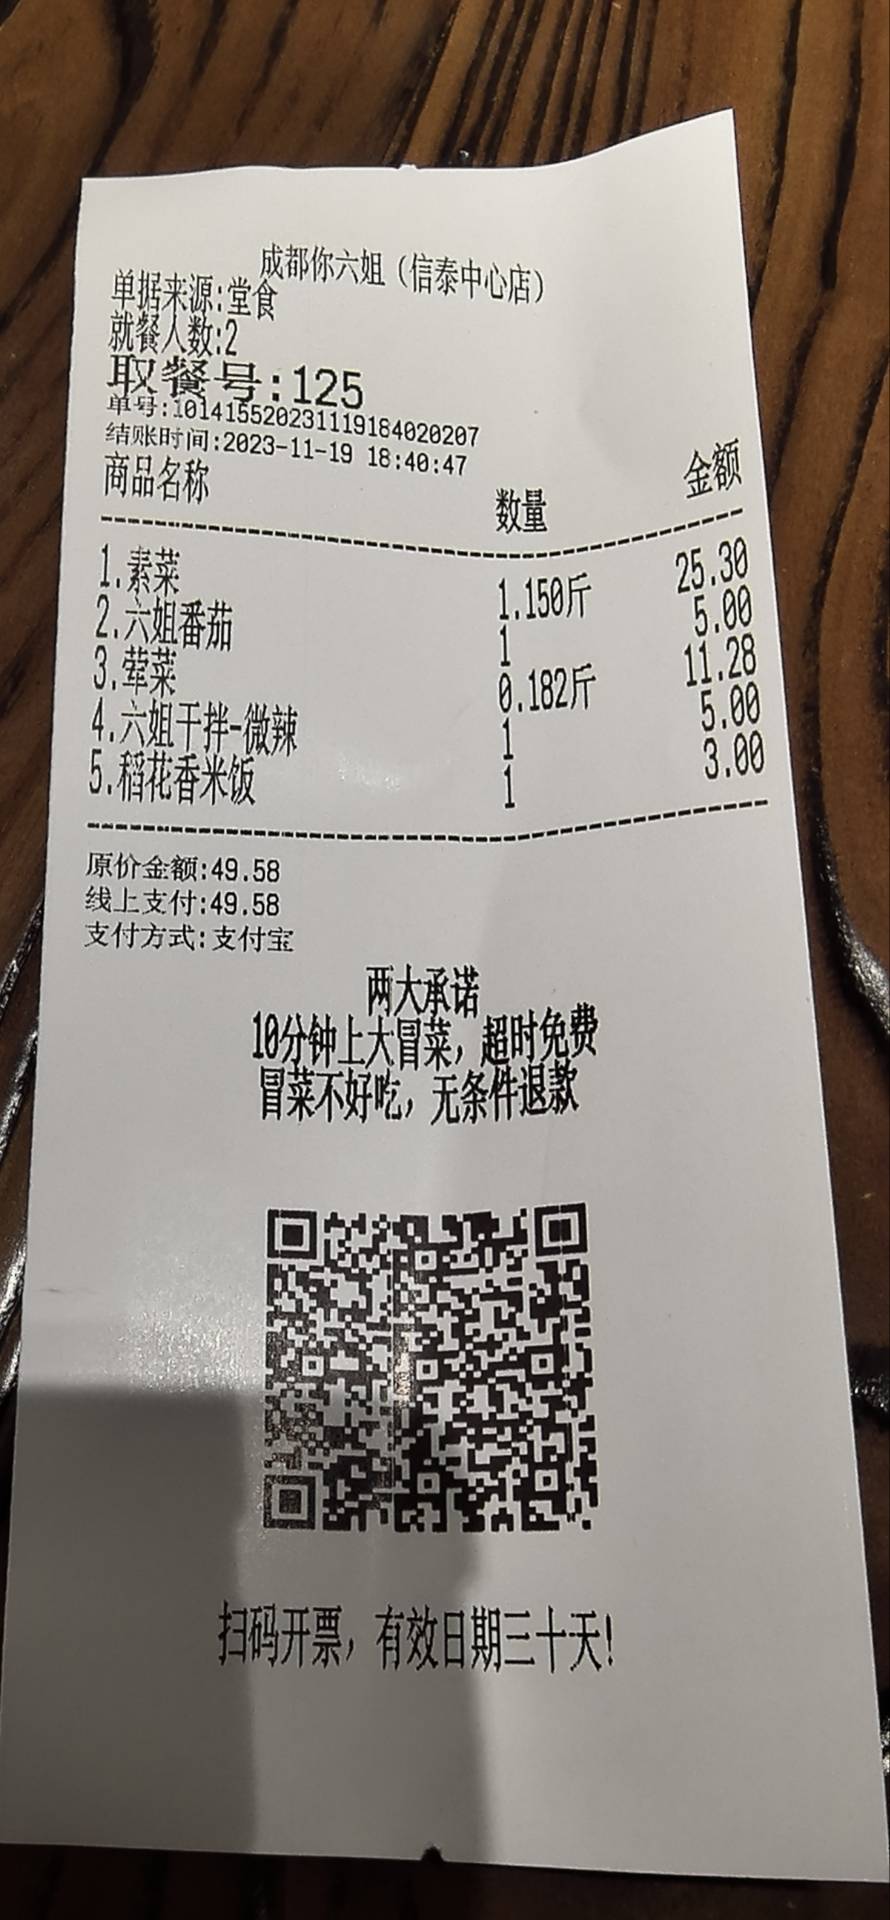 成都你六姐（信泰中心店）
单据来源:堂食
就餐人数:2
取餐号:125
单号:10141552023111918402​0207
结账时间:2023-11-19 18:40:47
商品名称 数量 金额
1.素菜 1.150斤 25.30
2.六姐番茄 1 5.00
3.荤菜 0.182斤 11.28
4.六姐干拌-微辣 1 5.00
5.稻花香米饭 1 3.00
原价金额:49.58
线上支付:49.58
支付方式:支付宝
两大承诺
10分钟上大冒菜，超时免费
冒菜不好吃，无条件退款
扫码开票，有效日期三十天!